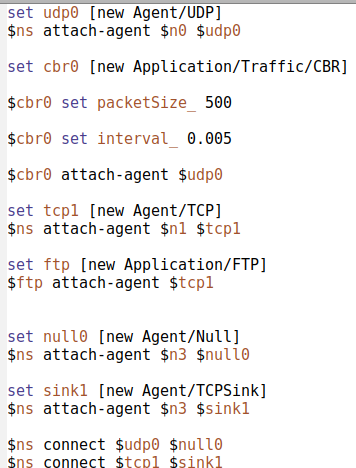 set udp0 [new Agent/UDP]
$ns attach-agent $n0 $udp0
set cbr0 [new Application/Traffic/CBR]
$cbr0 set packetSize_ 500
$cbr0 set interval_ 0.005
$cbr0 attach-agent $udp0
set tcp1 [new Agent/TCP]
$ns attach-agent $n1 $tcp1
set ftp [new Application/FTP]
$ftp attach-agent $tcp1
set null0 [new Agent/Null]
$ns attach-agent $n3 $null0
set sink1 [new Agent/TCPSink]
$ns attach-agent $n3 $sink1
$ns connect $udp0 $null0
$ns connect $tcp1 $sink1